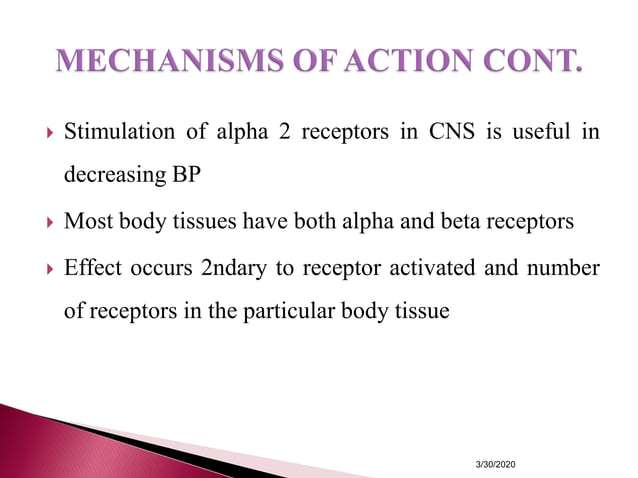 MECHANISMS OF ACTION CONT.
Stimulation of alpha 2 receptors in CNS is useful in
decreasing BP
Most body tissues have both alpha and beta receptors
Effect occurs 2ndary to receptor activated and number
of receptors in the particular body tissue
3/30/2020